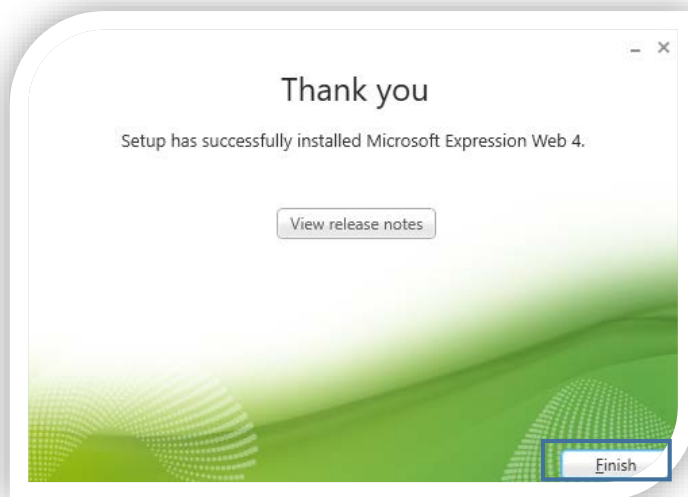 Thank you
Setup has successfully installed Microsoft Expression Web 4.
View release notes
Finish